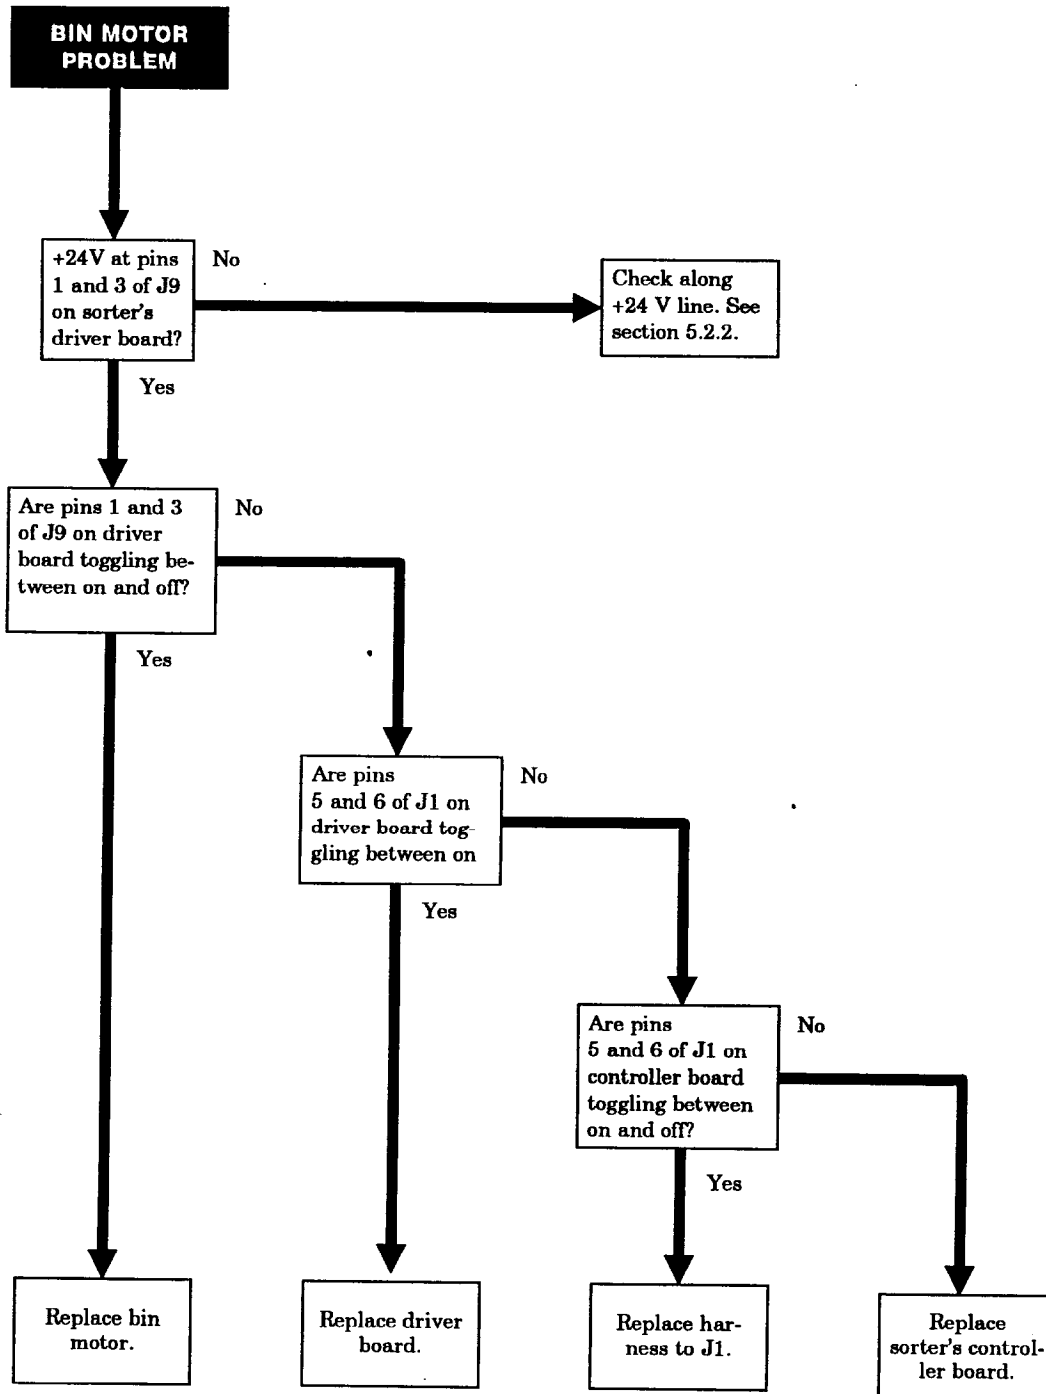 BIN MOTOR
PROBLEM
+24V at pins
1 and 3 of J9
on sorter's
driver board?
No
Check along
+24 V line. See
section 5.2.2.
Yes
Are pins 1 and 3
of J9 on driver
board toggling be-
tween on and off?
No
Yes
Are pins
5 and 6 of J1 on
driver board tog-
gling between on
No
Yes
Are pins
5 and 6 of J1 on
controller board
toggling between
on and off?
No
Yes
Replace bin
motor.
Replace driver
board.
Replace har-
ness to J1.
Replace
sorter's control-
ler board.